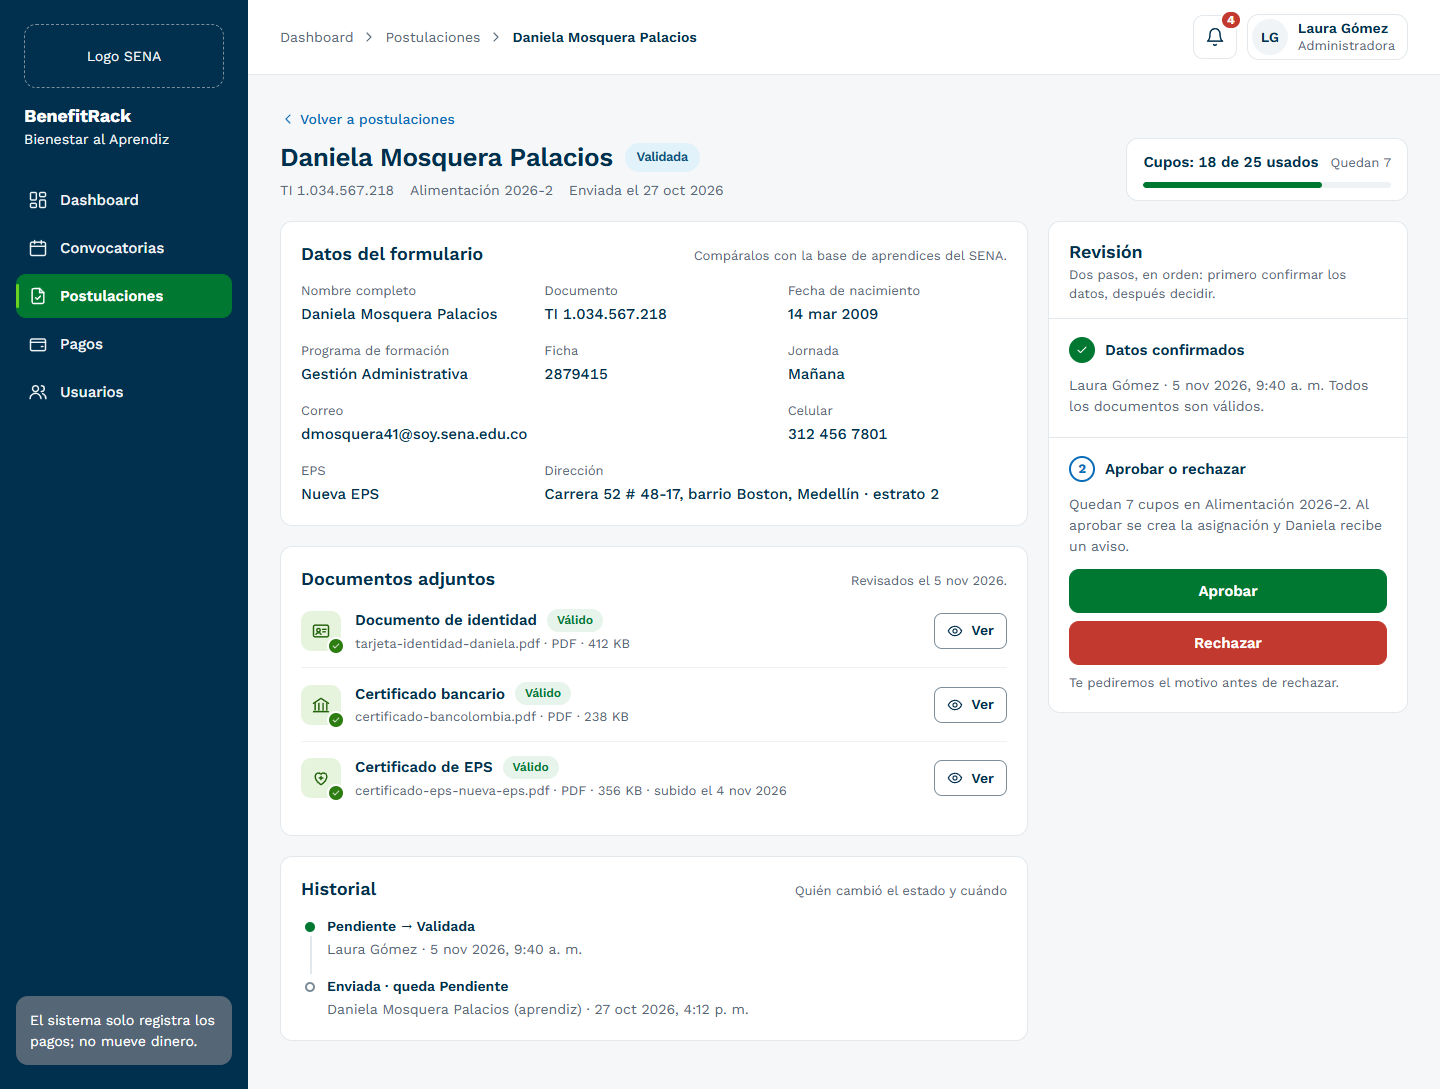 Logo SENA
BenefitRack
Bienestar al Aprendiz
Dashboard
Convocatorias
Postulaciones
Pagos
Usuarios
El sistema solo registra los
pagos; no mueve dinero.
Dashboard > Postulaciones > Daniela Mosquera Palacios
4
LG
Laura Gómez
Administradora
Volver a postulaciones
Daniela Mosquera Palacios Validada
TI 1.034.567.218 Alimentación 2026-2 Enviada el 27 oct 2026
Cupos: 18 de 25 usados Quedan 7
Datos del formulario Compáralos con la base de aprendices del SENA.
Nombre completo Documento Fecha de nacimiento
Daniela Mosquera Palacios TI 1.034.567.218 14 mar 2009
Programa de formación Ficha Jornada
Gestión Administrativa 2879415 Mañana
Correo Celular
dmosquera41@soy.sena.edu.co 312 456 7801
EPS Dirección
Nueva EPS Carrera 52 # 48-17, barrio Boston, Medellín · estrato 2
Documentos adjuntos Revisados el 5 nov 2026.
Documento de identidad Válido
tarjeta-identidad-daniela.pdf · PDF · 412 KB
Ver
Certificado bancario Válido
certificado-bancolombia.pdf · PDF · 238 KB
Ver
Certificado de EPS Válido
certificado-eps-nueva-eps.pdf · PDF · 356 KB · subido el 4 nov 2026
Ver
Historial Quién cambió el estado y cuándo
Pendiente → Validada
Laura Gómez · 5 nov 2026, 9:40 a. m.
Enviada · queda Pendiente
Daniela Mosquera Palacios (aprendiz) · 27 oct 2026, 4:12 p. m.
Revisión
Dos pasos, en orden: primero confirmar los
datos, después decidir.
Datos confirmados
Laura Gómez · 5 nov 2026, 9:40 a. m. Todos
los documentos son válidos.
2 Aprobar o rechazar
Quedan 7 cupos en Alimentación 2026-2. Al
aprobar se crea la asignación y Daniela recibe
un aviso.
Aprobar
Rechazar
Te pediremos el motivo antes de rechazar.